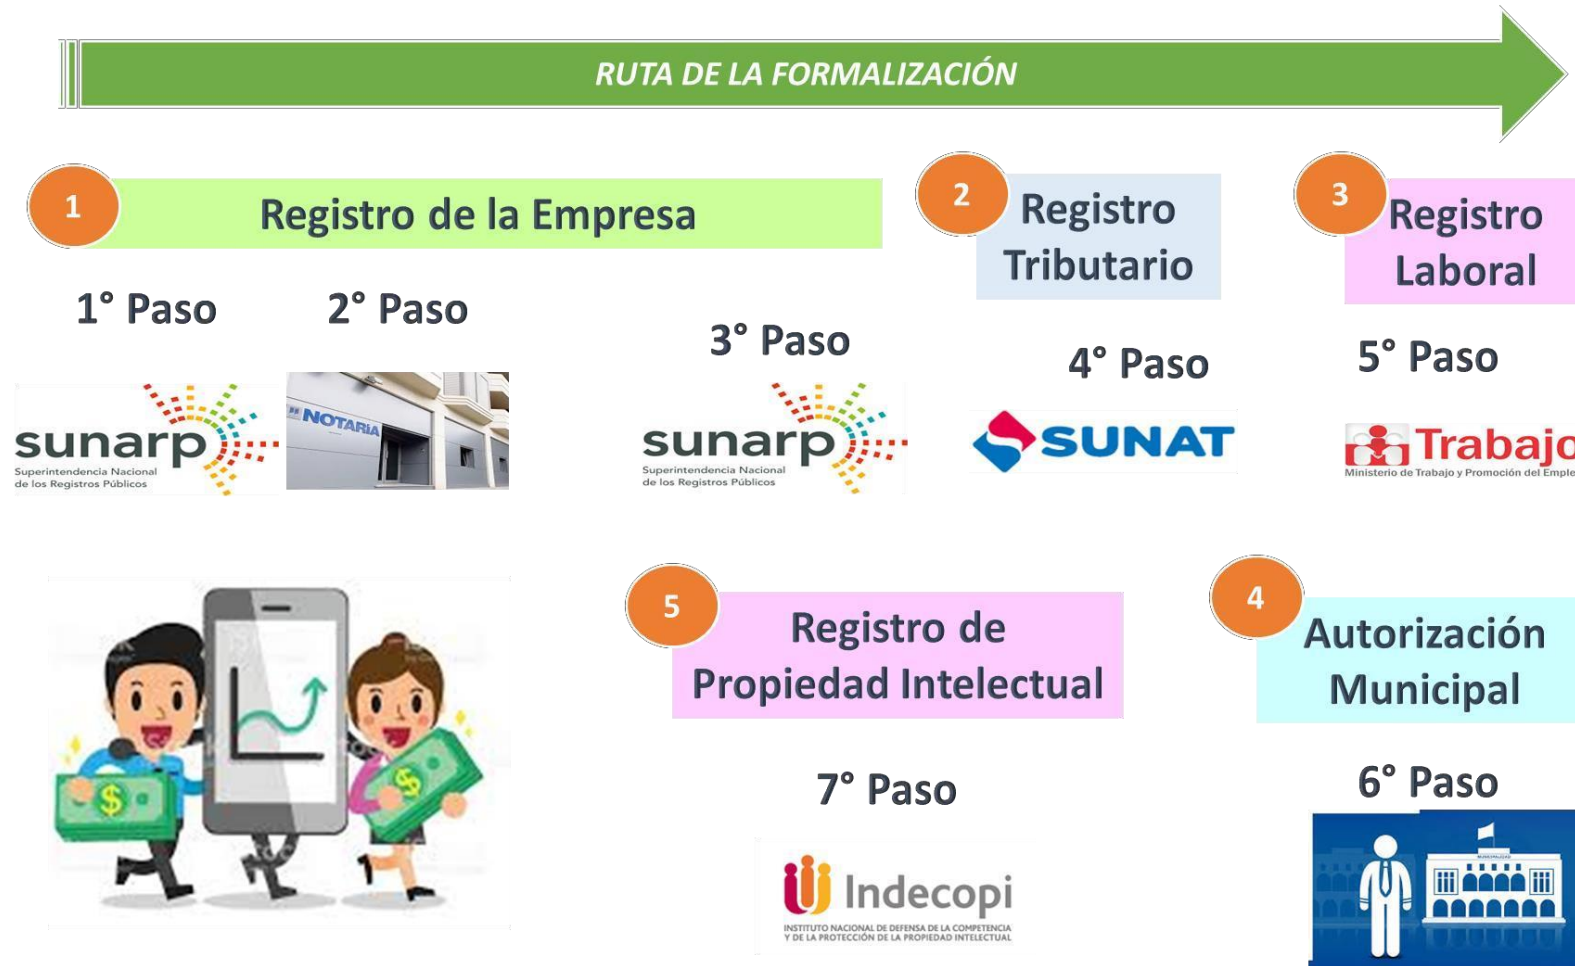 RUTA DE LA FORMALIZACIÓN
1
Registro de la Empresa
2
Registro
Tributario
3
Registro
Laboral
1° Paso
2° Paso
3° Paso
4° Paso
5° Paso
sunarp
Superintendencia Nacional
de los Registros Públicos
NOTARIA
sunarp
Superintendencia Nacional
de los Registros Públicos
SUNAT
Trabajo
Ministerio de Trabajo y Promoción del Emple
5
Registro de
Propiedad Intelectual
4
Autorización
Municipal
7° Paso
6° Paso
$
$
Indecopi
INSTITUTO NACIONAL DE DEFENSA DE LA COMPETENCIA
Y DE LA PROTECCIÓN DE LA PROPIEDAD INTELECTUAL
MUNICIPALIDAD